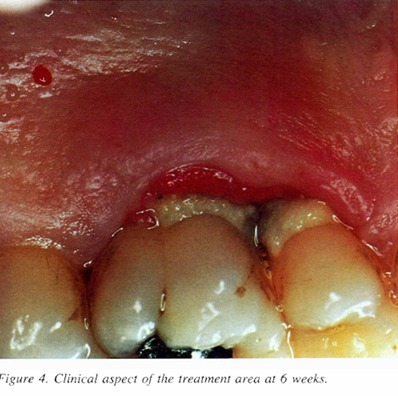 Figure 4. Clinical aspect of the treatment area at 6 weeks.